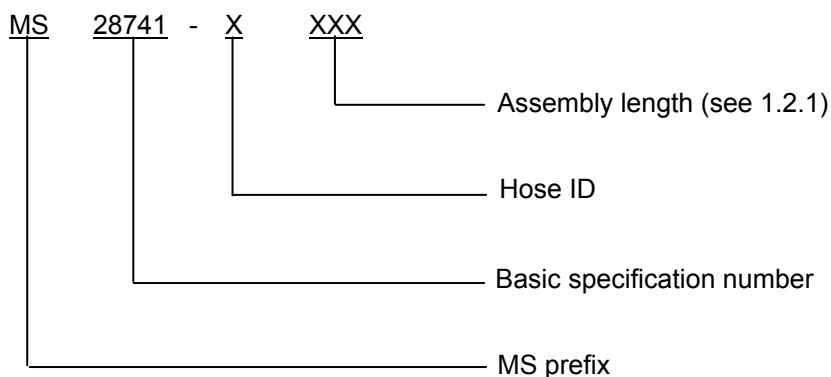 MS 28741 - X XXX
Assembly length (see 1.2.1)
Hose ID
Basic specification number
MS prefix